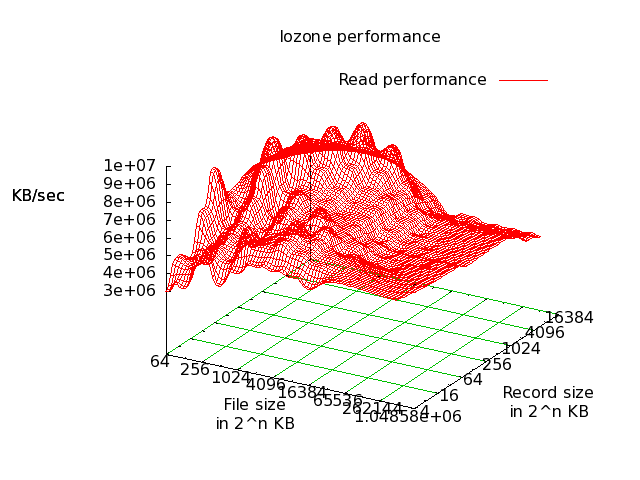 Iozone performance
Read performance
KB/sec
1e+07
9e+06
8e+06
7e+06
6e+06
5e+06
4e+06
3e+06
64
256
1024
4096
16384
65536
262144
1.04858e+06
File size
in 2^n KB
4
16
64
256
1024
4096
16384
Record size
in 2^n KB